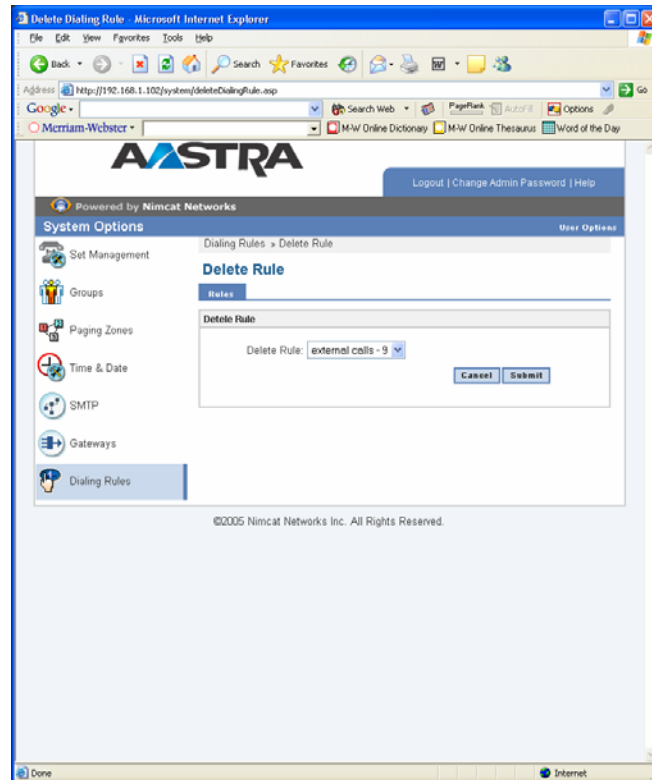 Delete Dialing Rule - Microsoft Internet Explorer
File Edit View Favorites Tools Help
Back Search Favorites
Address http://192.168.1.102/system/deleteDialingRule.asp Go
Google Search Web PageRank AutoFill Options
Merriam-Webster M-W Online Dictionary M-W Online Thesaurus Word of the Day
AASTRA
Logout | Change Admin Password | Help
Powered by Nimcat Networks
System Options User Options
Set Management
Groups
Paging Zones
Time & Date
SMTP
Gateways
Dialing Rules
Dialing Rules » Delete Rule
Delete Rule
Rules
Detele Rule
Delete Rule: external calls - 9
Cancel Submit
©2005 Nimcat Networks Inc. All Rights Reserved.
Done Internet